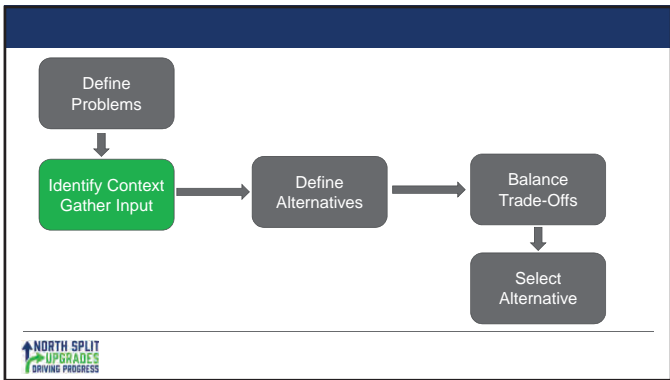 Define
Problems
Identify Context
Gather Input
Define
Alternatives
Balance
Trade-Offs
Select
Alternative
NORTH SPLIT
UPGRADES
DRIVING PROGRESS